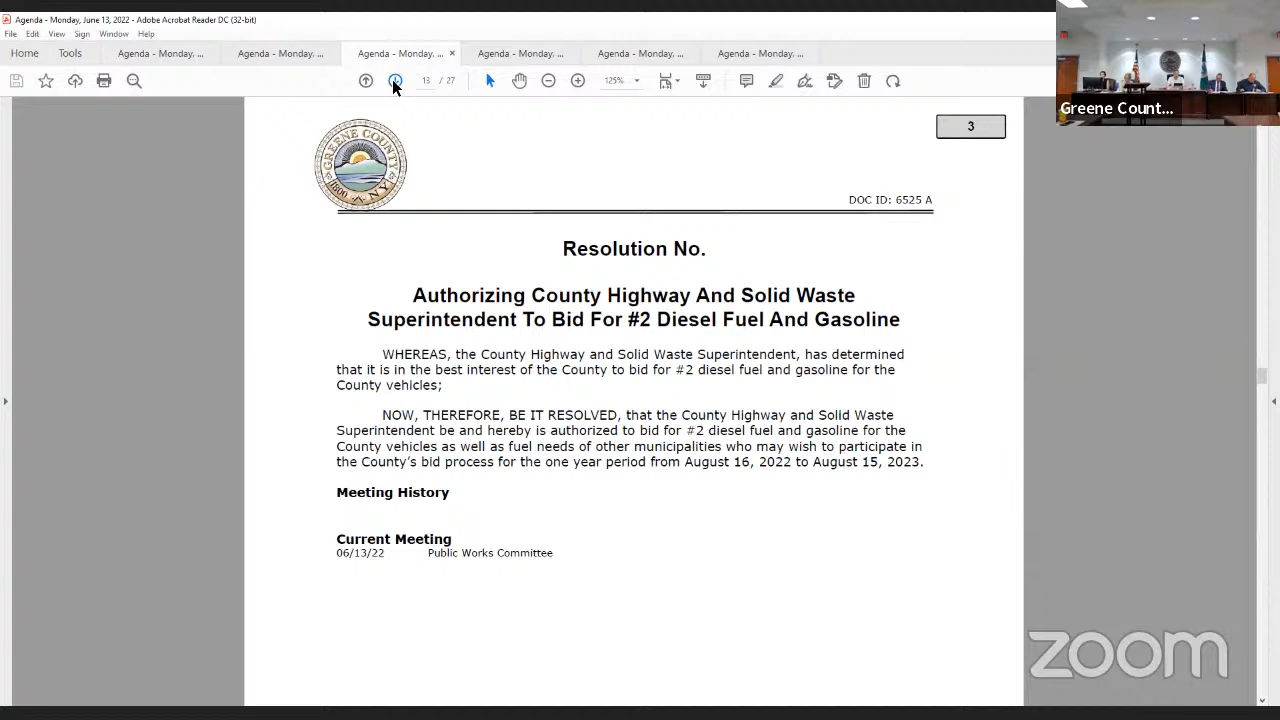 Agenda - Monday, June 13, 2022 - Adobe Acrobat Reader DC (32-bit)
File Edit View Sign Window Help
Home Tools Agenda - Monday, ... Agenda - Monday, ... Agenda - Monday, ... × Agenda - Monday, ... Agenda - Monday, ... Agenda - Monday, ...
13 / 27 125%
Greene Count...
3
GREENE COUNTY
1800 N.Y.
DOC ID: 6525 A
Resolution No.
Authorizing County Highway And Solid Waste
Superintendent To Bid For #2 Diesel Fuel And Gasoline
WHEREAS, the County Highway and Solid Waste Superintendent, has determined
that it is in the best interest of the County to bid for #2 diesel fuel and gasoline for the
County vehicles;
NOW, THEREFORE, BE IT RESOLVED, that the County Highway and Solid Waste
Superintendent be and hereby is authorized to bid for #2 diesel fuel and gasoline for the
County vehicles as well as fuel needs of other municipalities who may wish to participate in
the County's bid process for the one year period from August 16, 2022 to August 15, 2023.
Meeting History
Current Meeting
06/13/22 Public Works Committee
zoom